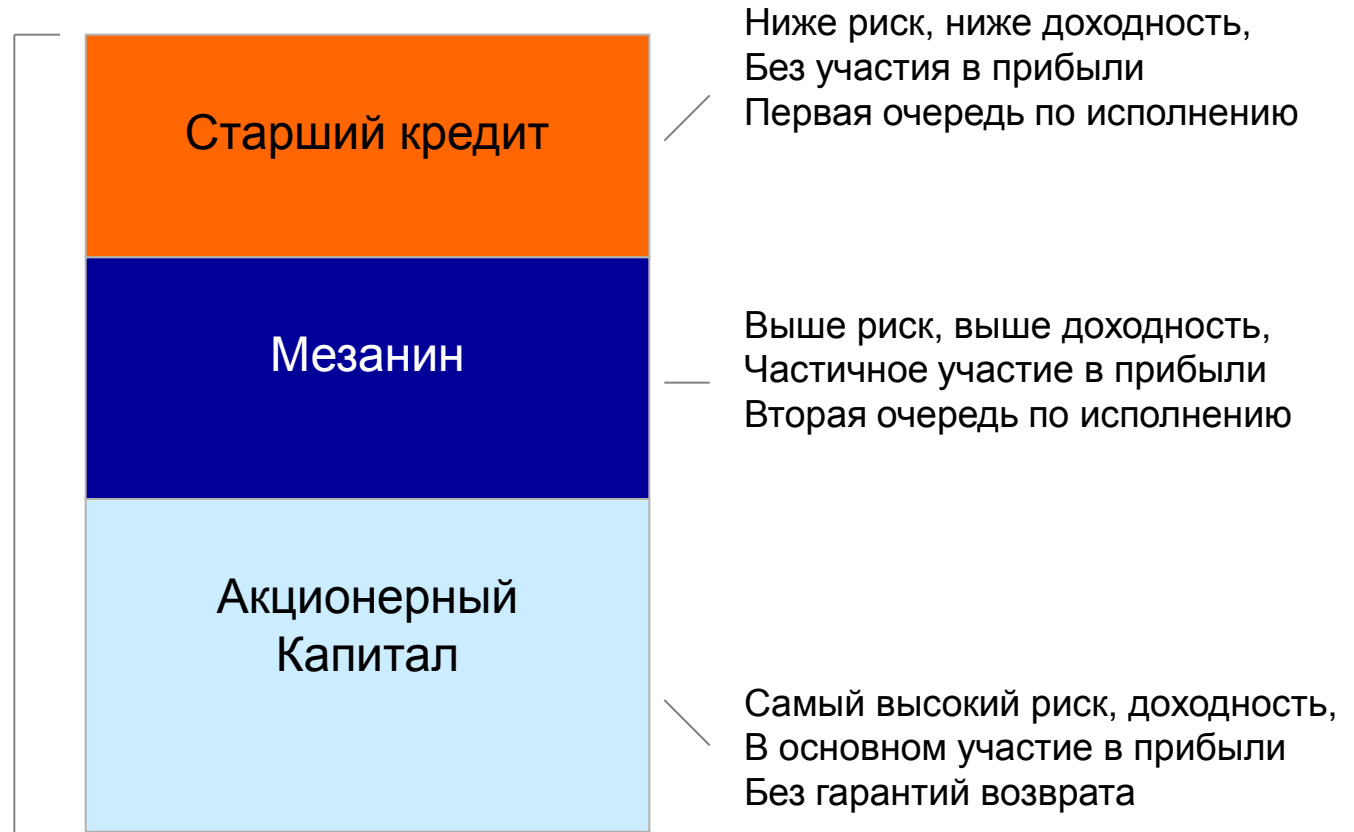 Ниже риск, ниже доходность,
Без участия в прибыли
Первая очередь по исполнению
Старший кредит
Выше риск, выше доходность,
Частичное участие в прибыли
Вторая очередь по исполнению
Мезанин
Акционерный
Капитал
Самый высокий риск, доходность,
В основном участие в прибыли
Без гарантий возврата